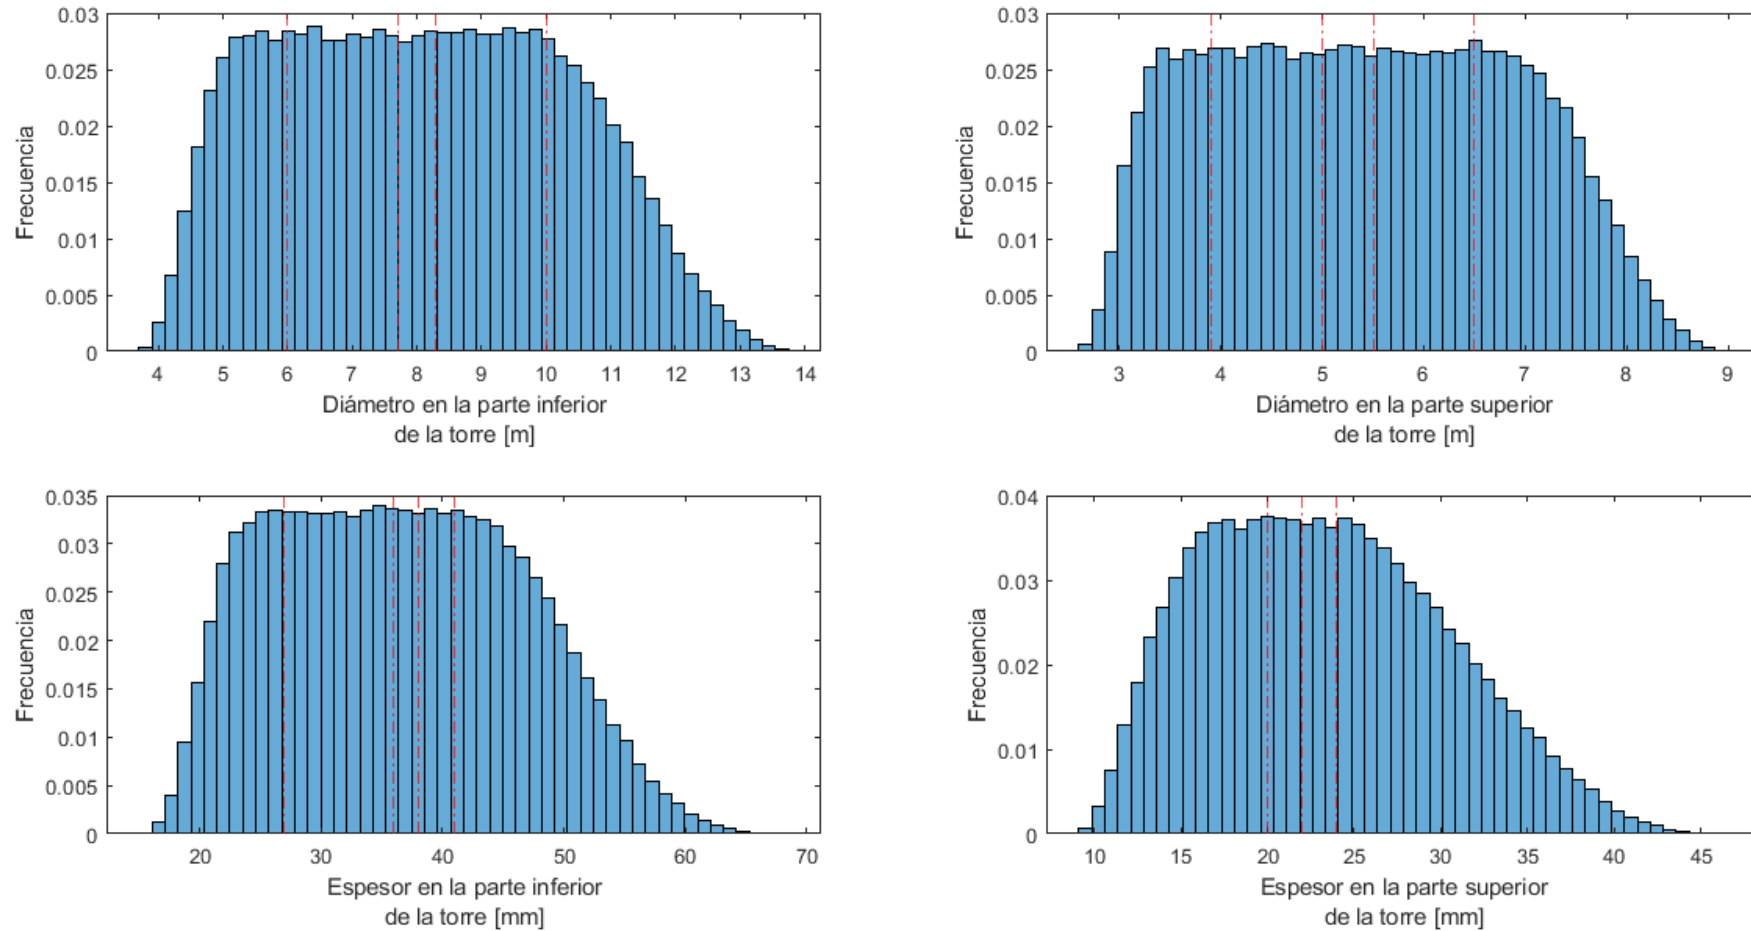 0.03
0.025
0.02
0.015
0.01
0.005
0
Frecuencia
4 5 6 7 8 9 10 11 12 13 14
Diámetro en la parte inferior
de la torre [m]
0.03
0.025
0.02
0.015
0.01
0.005
0
Frecuencia
3 4 5 6 7 8 9
Diámetro en la parte superior
de la torre [m]
0.035
0.03
0.025
0.02
0.015
0.01
0.005
0
Frecuencia
20 30 40 50 60 70
Espesor en la parte inferior
de la torre [mm]
0.04
0.03
0.02
0.01
0
Frecuencia
10 15 20 25 30 35 40 45
Espesor en la parte superior
de la torre [mm]